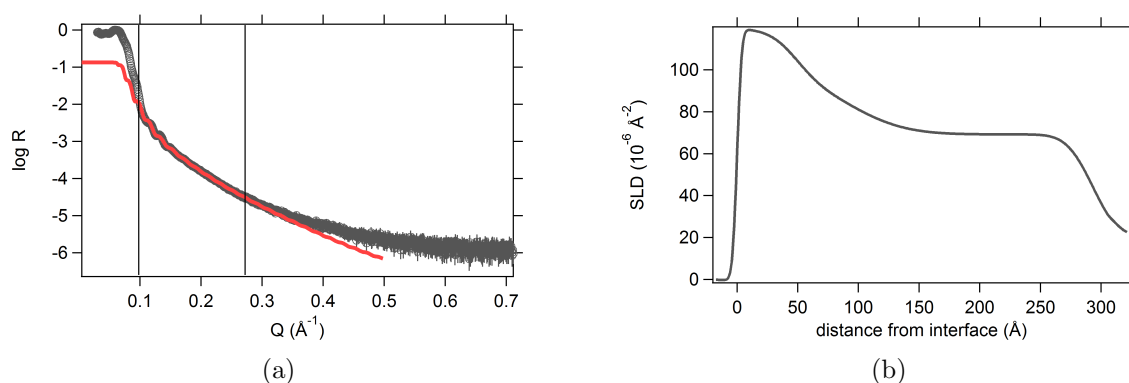 0
-1
-2
-3
-4
-5
-6
log R
0.1 0.2 0.3 0.4 0.5 0.6 0.7
Q (Å⁻¹)
(a)
100
80
60
40
20
0
SLD (10⁻⁶ Å⁻²)
0 50 100 150 200 250 300
distance from interface (Å)
(b)